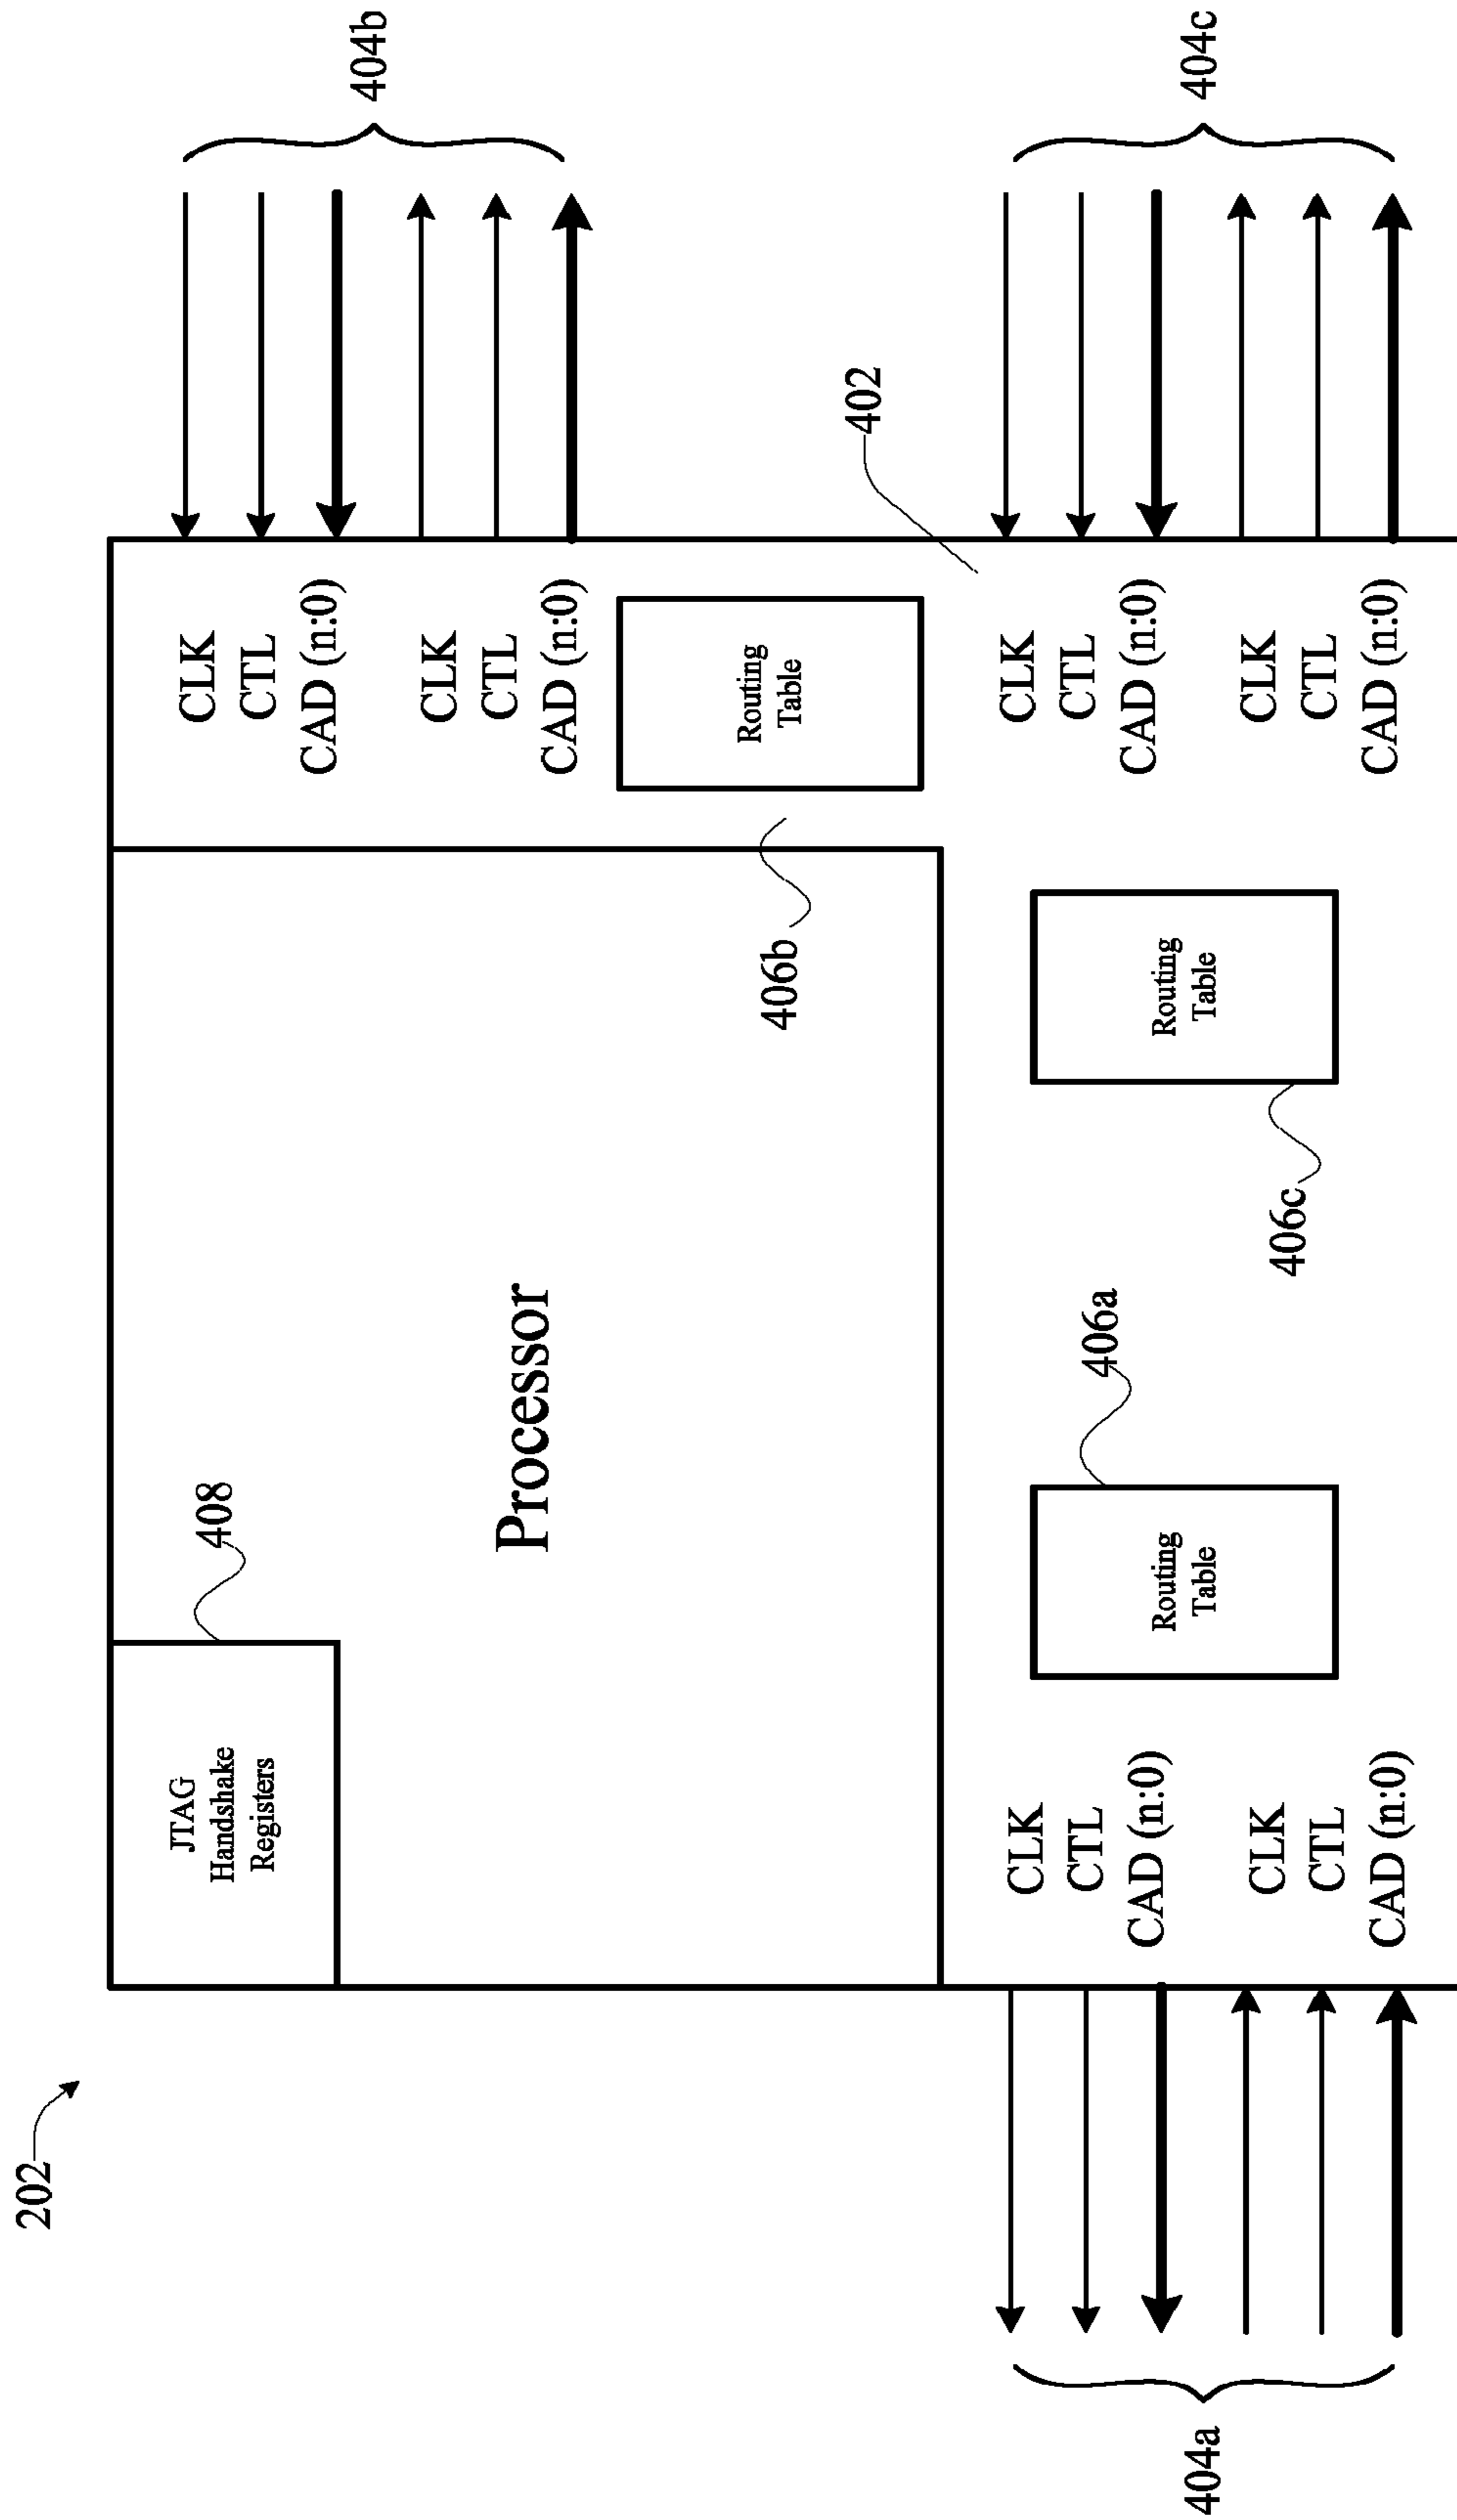 202
408
JTAG
Handshake
Registers
Processor
CLK
CTL
CAD (n:0)
CLK
CTL
CAD (n:0)
404b
406b
Routing
Table
402
404a
CLK
CTL
CAD (n:0)
CLK
CTL
CAD (n:0)
406a
Routing
Table
406c
Routing
Table
CLK
CTL
CAD (n:0)
CLK
CTL
CAD (n:0)
404c